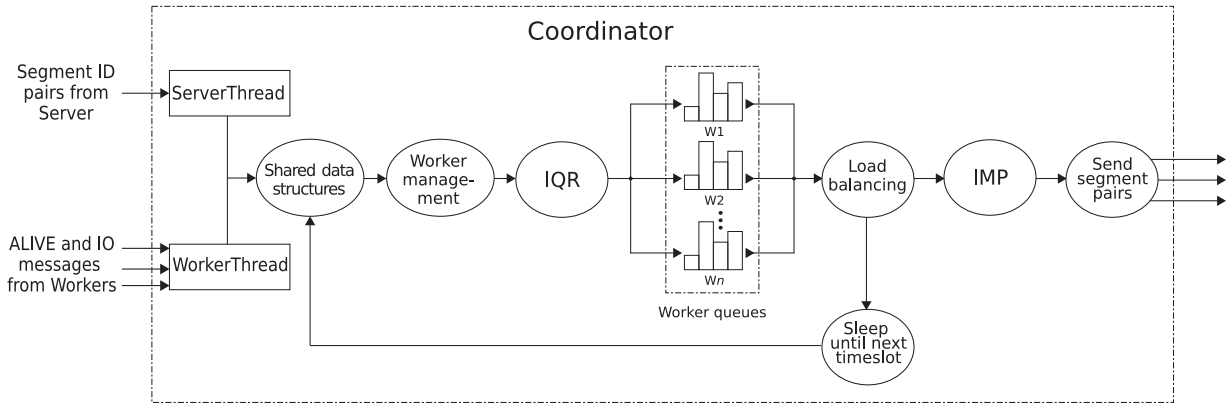 Coordinator
Segment ID
pairs from
Server
ServerThread
ALIVE and IO
messages
from Workers
WorkerThread
Shared data
structures
Worker
manage-
ment
IQR
W1
W2
Wn
Worker queues
Load
balancing
IMP
Send
segment
pairs
Sleep
until next
timeslot